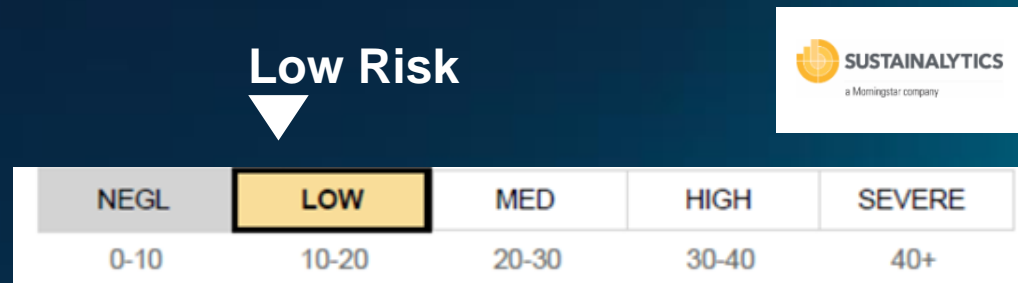 Low Risk
SUSTAINALYTICS
a Morningstar company
NEGL LOW MED HIGH SEVERE
0-10 10-20 20-30 30-40 40+